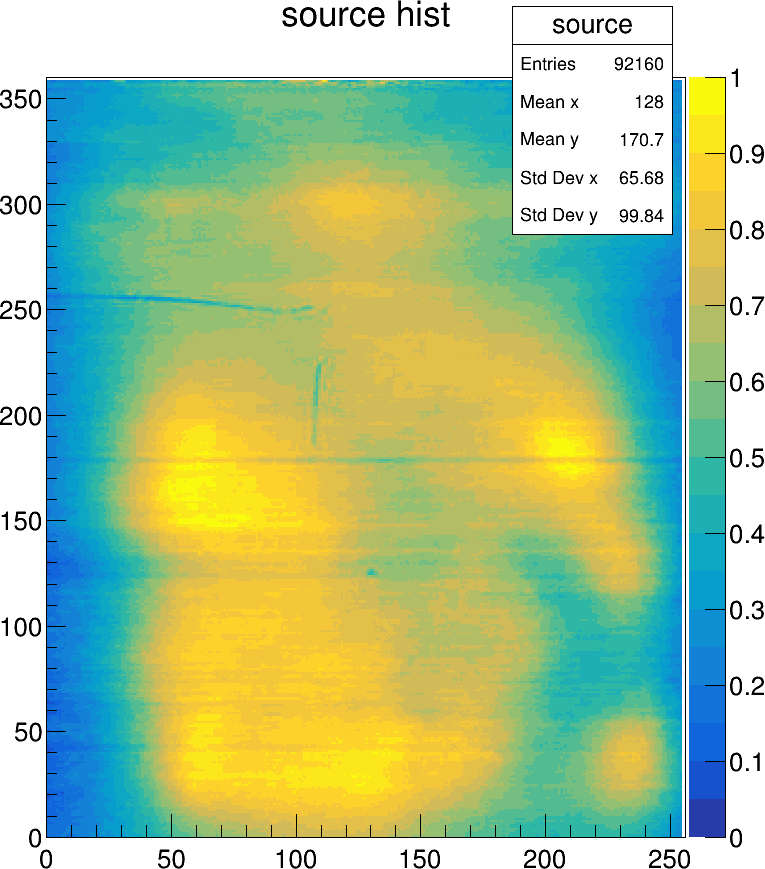 source hist
source
Entries 92160
Mean x 128
Mean y 170.7
Std Dev x 65.68
Std Dev y 99.84
350
300
250
200
150
100
50
0
0 50 100 150 200 250
1
0.9
0.8
0.7
0.6
0.5
0.4
0.3
0.2
0.1
0